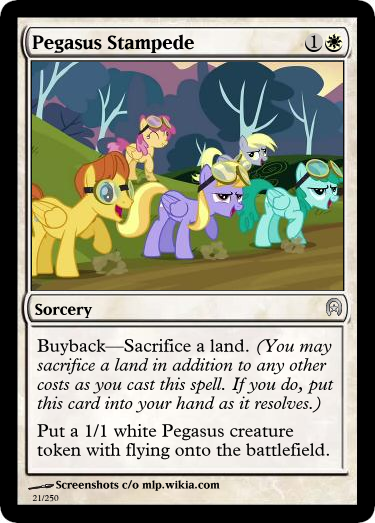 Pegasus Stampede 1
Sorcery
Buyback—Sacrifice a land. (You may
sacrifice a land in addition to any other
costs as you cast this spell. If you do, put
this card into your hand as it resolves.)
Put a 1/1 white Pegasus creature
token with flying onto the battlefield.
Screenshots c/o mlp.wikia.com
21/250